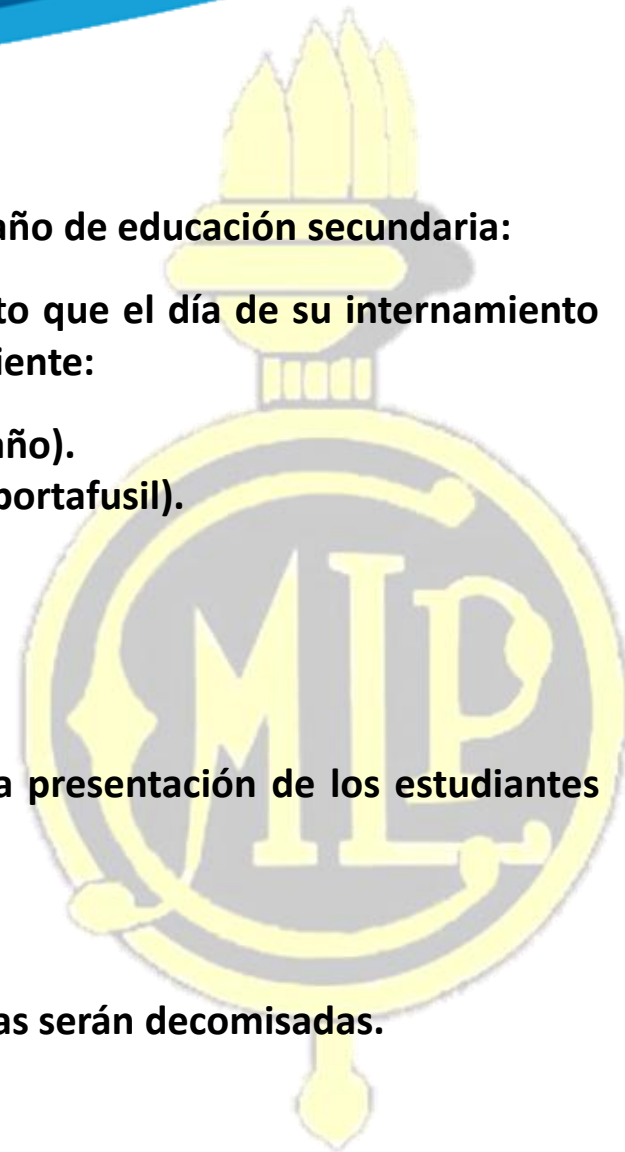 año de educación secundaria:
to que el día de su internamiento
iente:
año).
portafusil).
CMLP
a presentación de los estudiantes
as serán decomisadas.